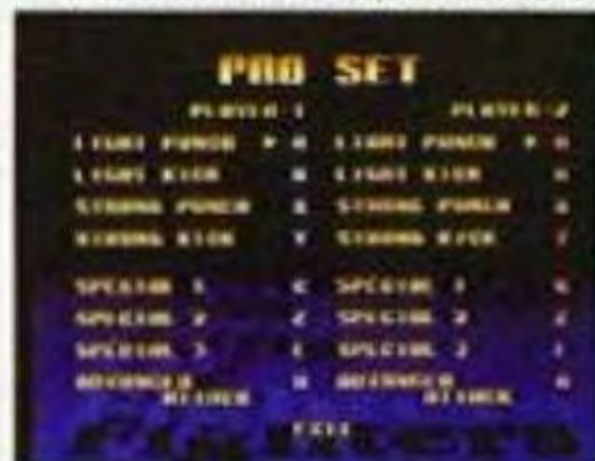 PRO SET
PLAYER-1 PLAYER-2
LIGHT PUNCH LIGHT PUNCH
LIGHT KICK LIGHT KICK
STRONG PUNCH STRONG PUNCH
STRONG KICK STRONG KICK
SPECIAL 1 SPECIAL 1
SPECIAL 2 SPECIAL 2
SPECIAL 3 SPECIAL 3
ADVANCED ADVANCED
ATTACK ATTACK
EXIT